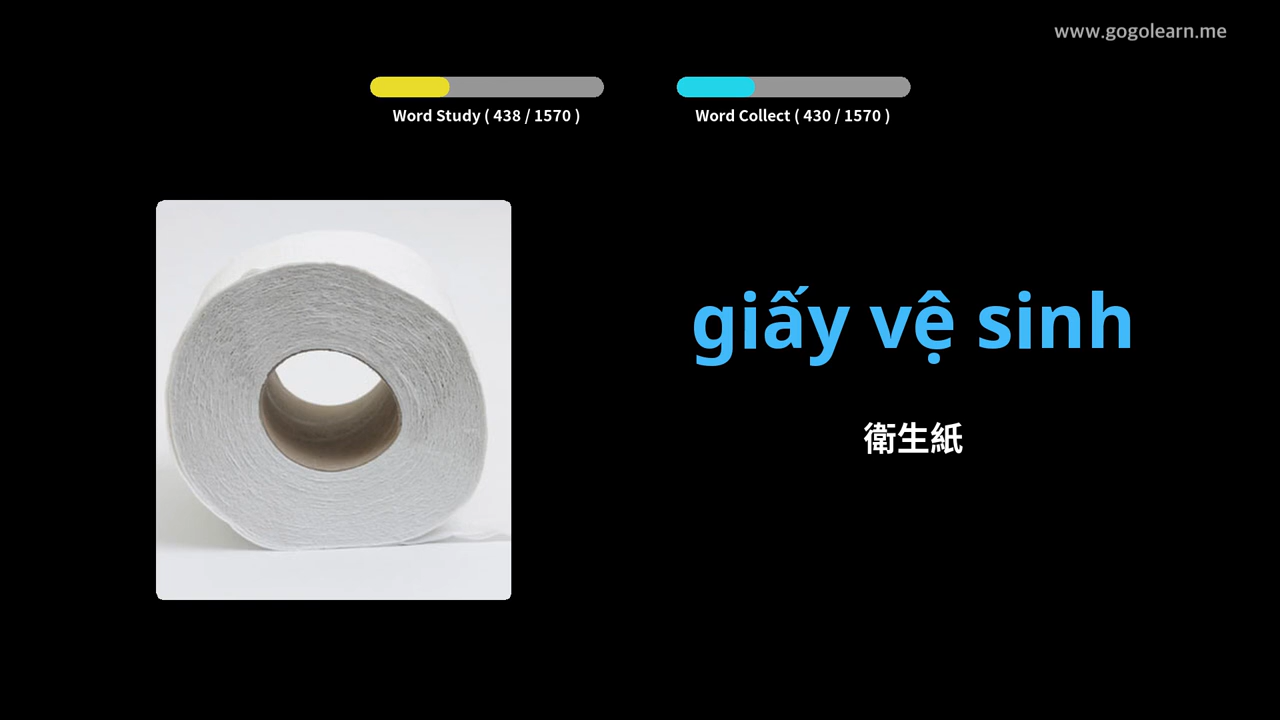 www.gogolearn.me
Word Study ( 438 / 1570 )
Word Collect ( 430 / 1570 )
giấy vệ sinh
衛生紙